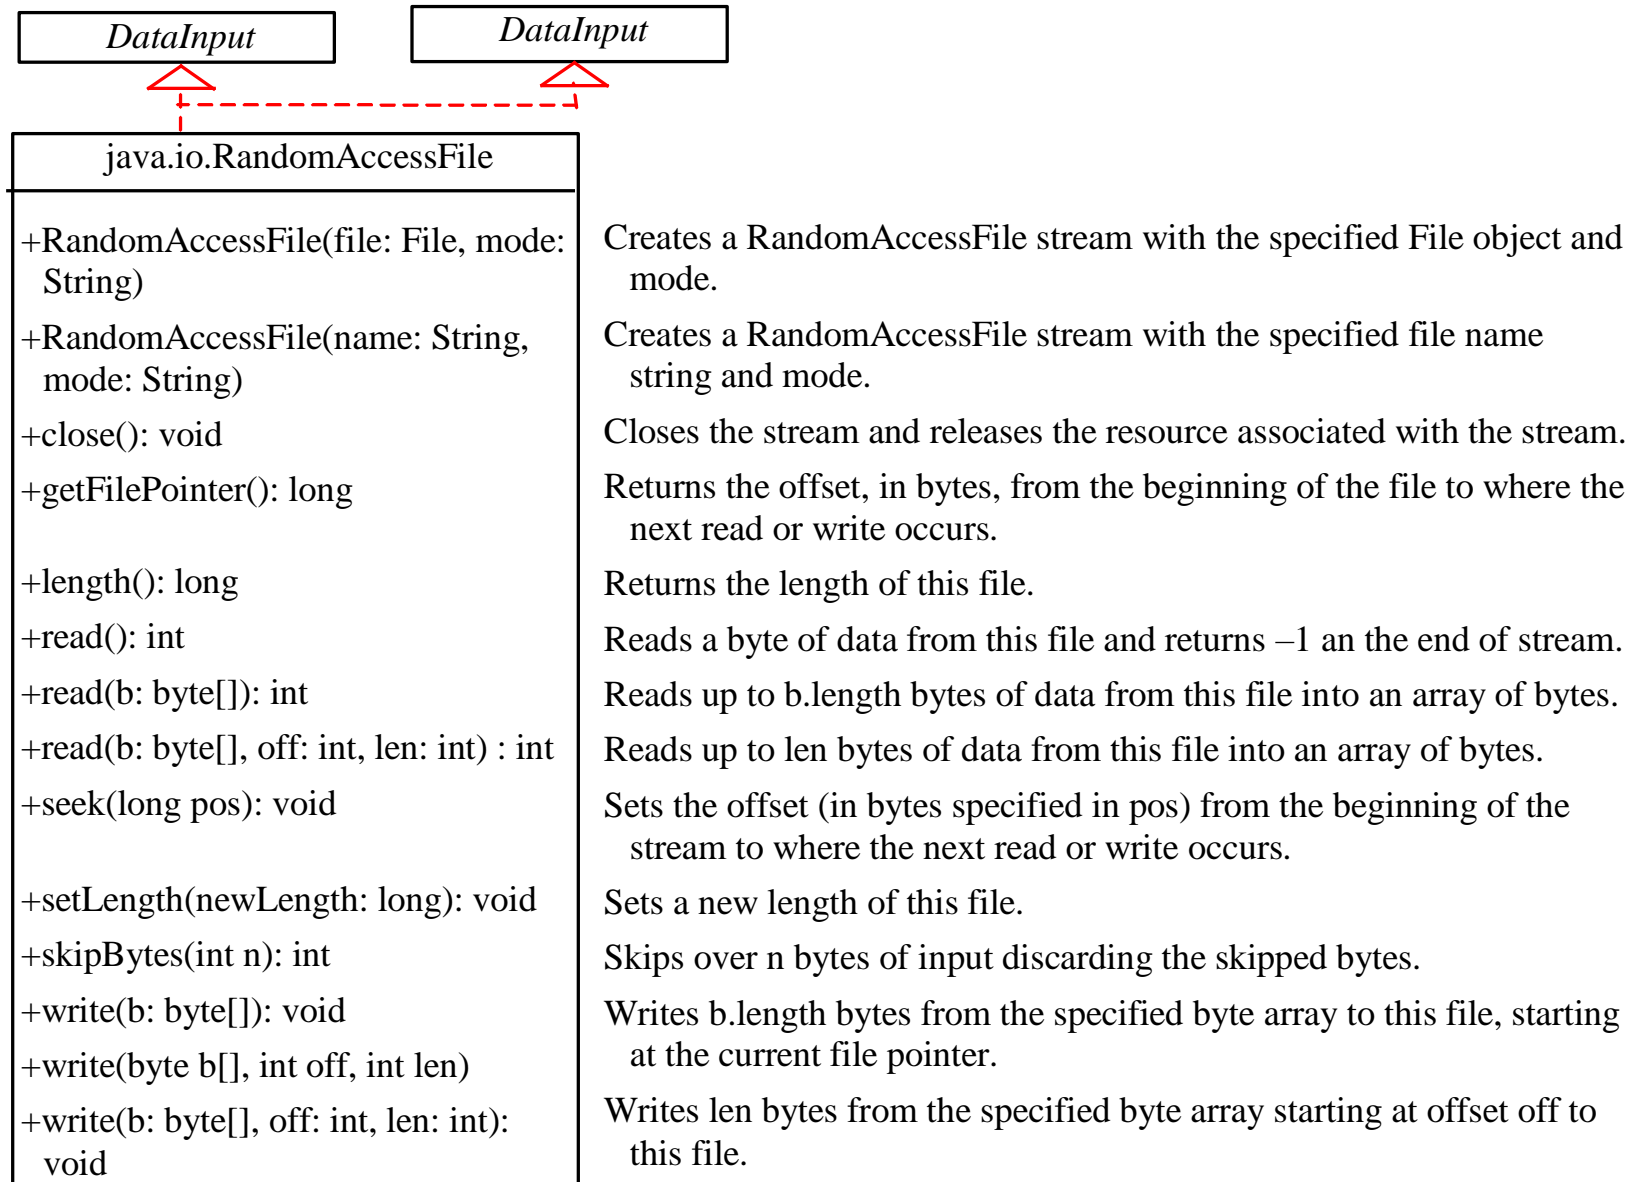 DataInput
DataInput
java.io.RandomAccessFile
+RandomAccessFile(file: File, mode:
String)
Creates a RandomAccessFile stream with the specified File object and
mode.
+RandomAccessFile(name: String,
mode: String)
Creates a RandomAccessFile stream with the specified file name
string and mode.
+close(): void
Closes the stream and releases the resource associated with the stream.
+getFilePointer(): long
Returns the offset, in bytes, from the beginning of the file to where the
next read or write occurs.
+length(): long
Returns the length of this file.
+read(): int
Reads a byte of data from this file and returns –1 an the end of stream.
+read(b: byte[]): int
Reads up to b.length bytes of data from this file into an array of bytes.
+read(b: byte[], off: int, len: int) : int
Reads up to len bytes of data from this file into an array of bytes.
+seek(long pos): void
Sets the offset (in bytes specified in pos) from the beginning of the
stream to where the next read or write occurs.
+setLength(newLength: long): void
Sets a new length of this file.
+skipBytes(int n): int
Skips over n bytes of input discarding the skipped bytes.
+write(b: byte[]): void
Writes b.length bytes from the specified byte array to this file, starting
at the current file pointer.
+write(byte b[], int off, int len)
+write(b: byte[], off: int, len: int):
void
Writes len bytes from the specified byte array starting at offset off to
this file.